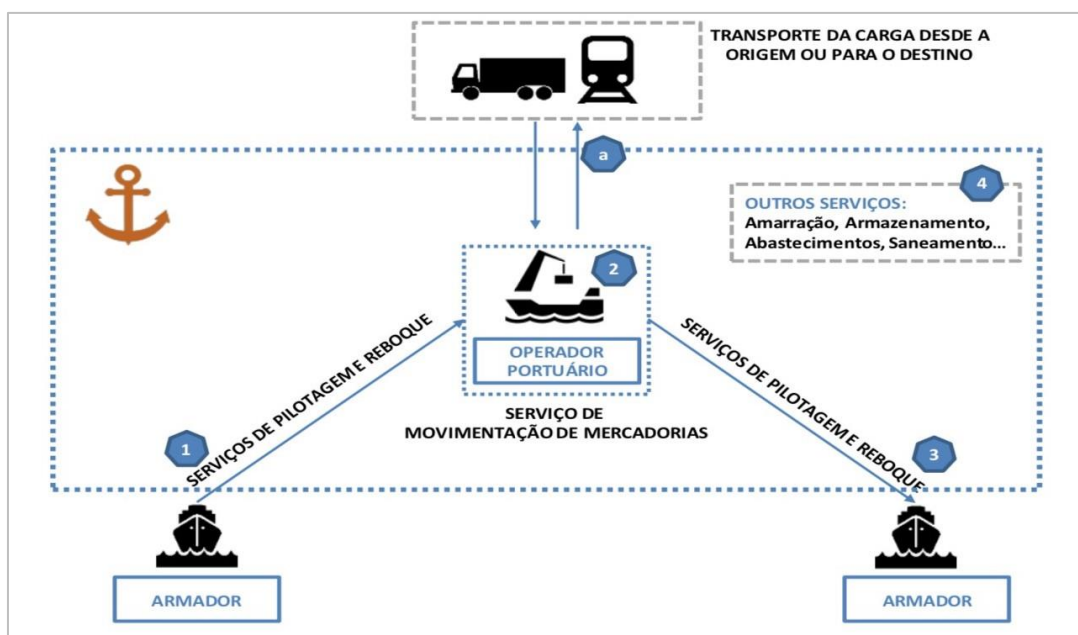 TRANSPORTE DA CARGA DESDE A
ORIGEM OU PARA O DESTINO
a
4
OUTROS SERVIÇOS:
Amarração, Armazenamento,
Abastecimentos, Saneamento...
2
OPERADOR
PORTUÁRIO
SERVIÇO DE
MOVIMENTAÇÃO DE MERCADORIAS
1
SERVIÇOS DE PILOTAGEM E REBOQUE
SERVIÇOS DE PILOTAGEM E REBOQUE
3
ARMADOR
ARMADOR